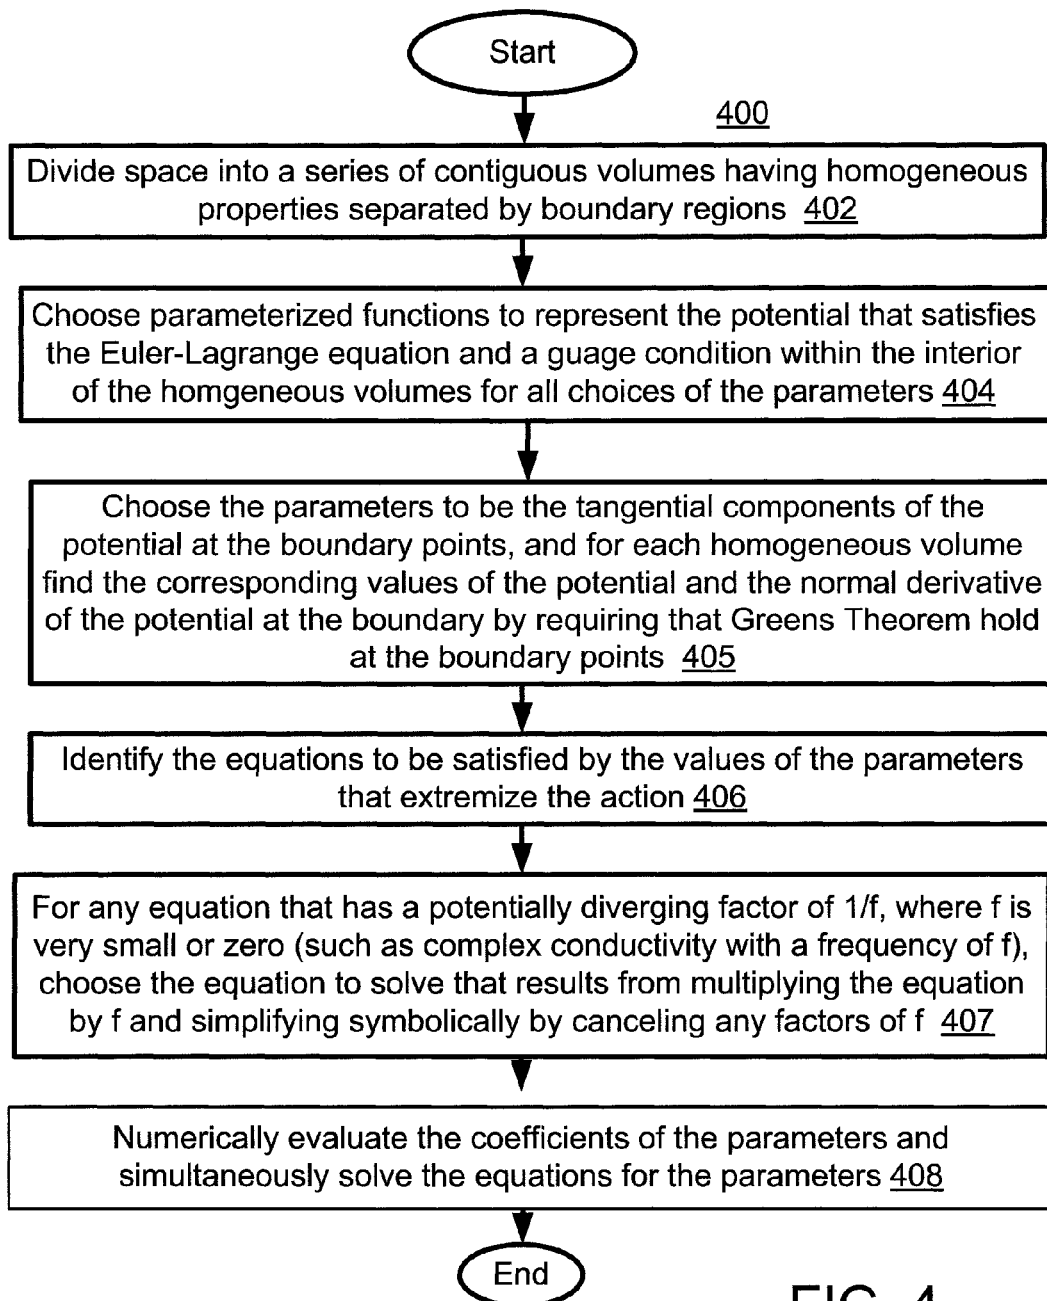 Start
400
Divide space into a series of contiguous volumes having homogeneous
properties separated by boundary regions 402
Choose parameterized functions to represent the potential that satisfies
the Euler-Lagrange equation and a guage condition within the interior
of the homgeneous volumes for all choices of the parameters 404
Choose the parameters to be the tangential components of the
potential at the boundary points, and for each homogeneous volume
find the corresponding values of the potential and the normal derivative
of the potential at the boundary by requiring that Greens Theorem hold
at the boundary points 405
Identify the equations to be satisfied by the values of the parameters
that extremize the action 406
For any equation that has a potentially diverging factor of 1/f, where f is
very small or zero (such as complex conductivity with a frequency of f),
choose the equation to solve that results from multiplying the equation
by f and simplifying symbolically by canceling any factors of f 407
Numerically evaluate the coefficients of the parameters and
simultaneously solve the equations for the parameters 408
End
FIG. 4